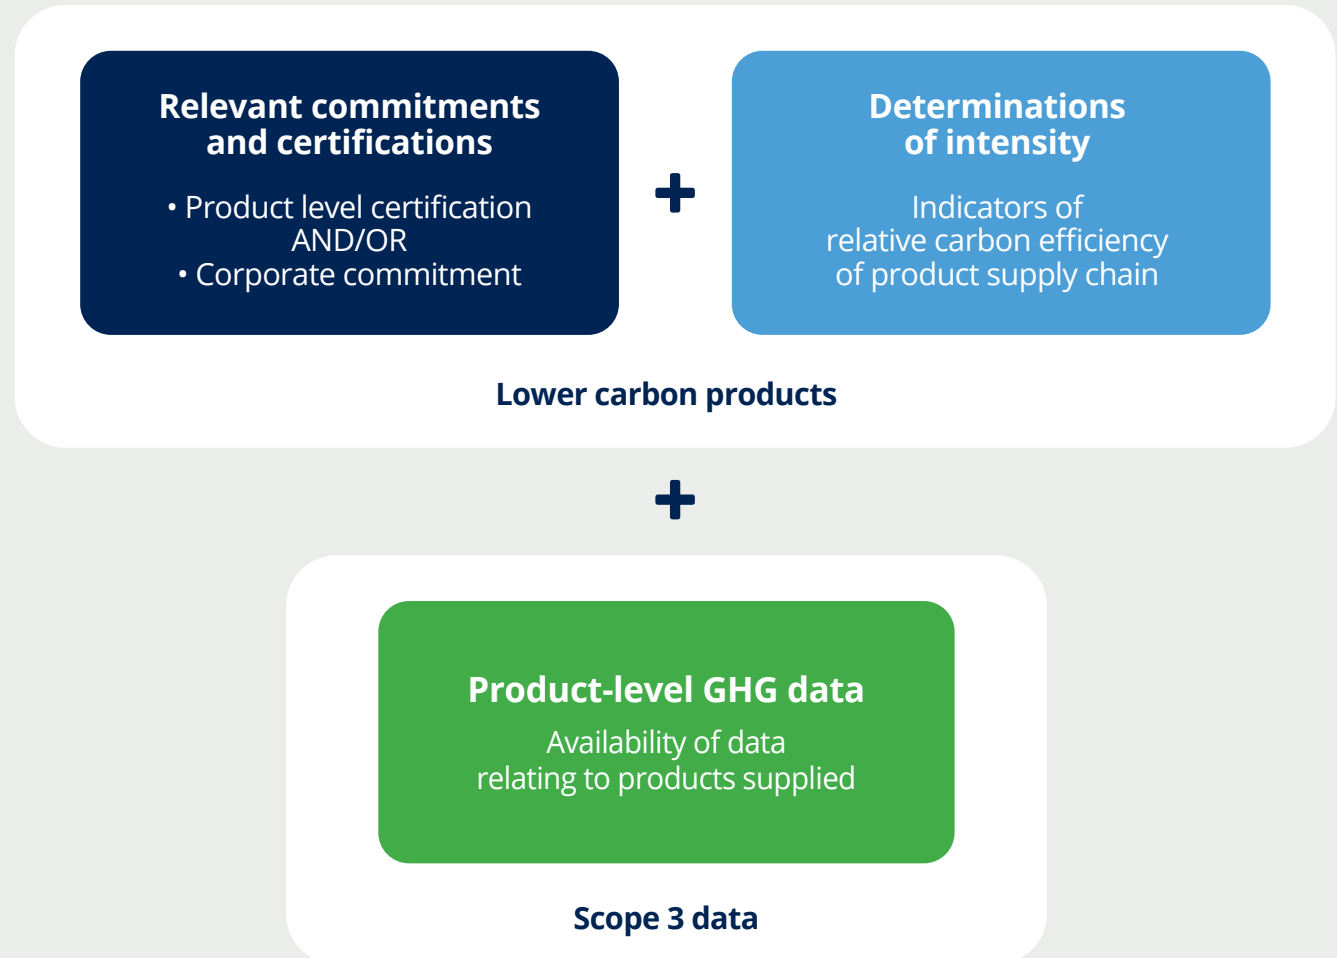 Relevant commitments
and certifications
• Product level certification
AND/OR
• Corporate commitment
+
Determinations
of intensity
Indicators of
relative carbon efficiency
of product supply chain
Lower carbon products
+
Product-level GHG data
Availability of data
relating to products supplied
Scope 3 data